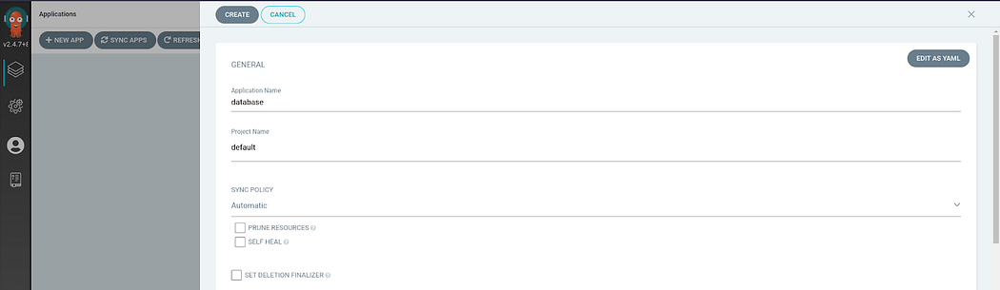 Applications
CREATE CANCEL
v2.4.7+8
NEW APP SYNC APPS REFRESH
GENERAL
EDIT AS YAML
Application Name
database
Project Name
default
SYNC POLICY
Automatic
PRUNE RESOURCES
SELF HEAL
SET DELETION FINALIZER